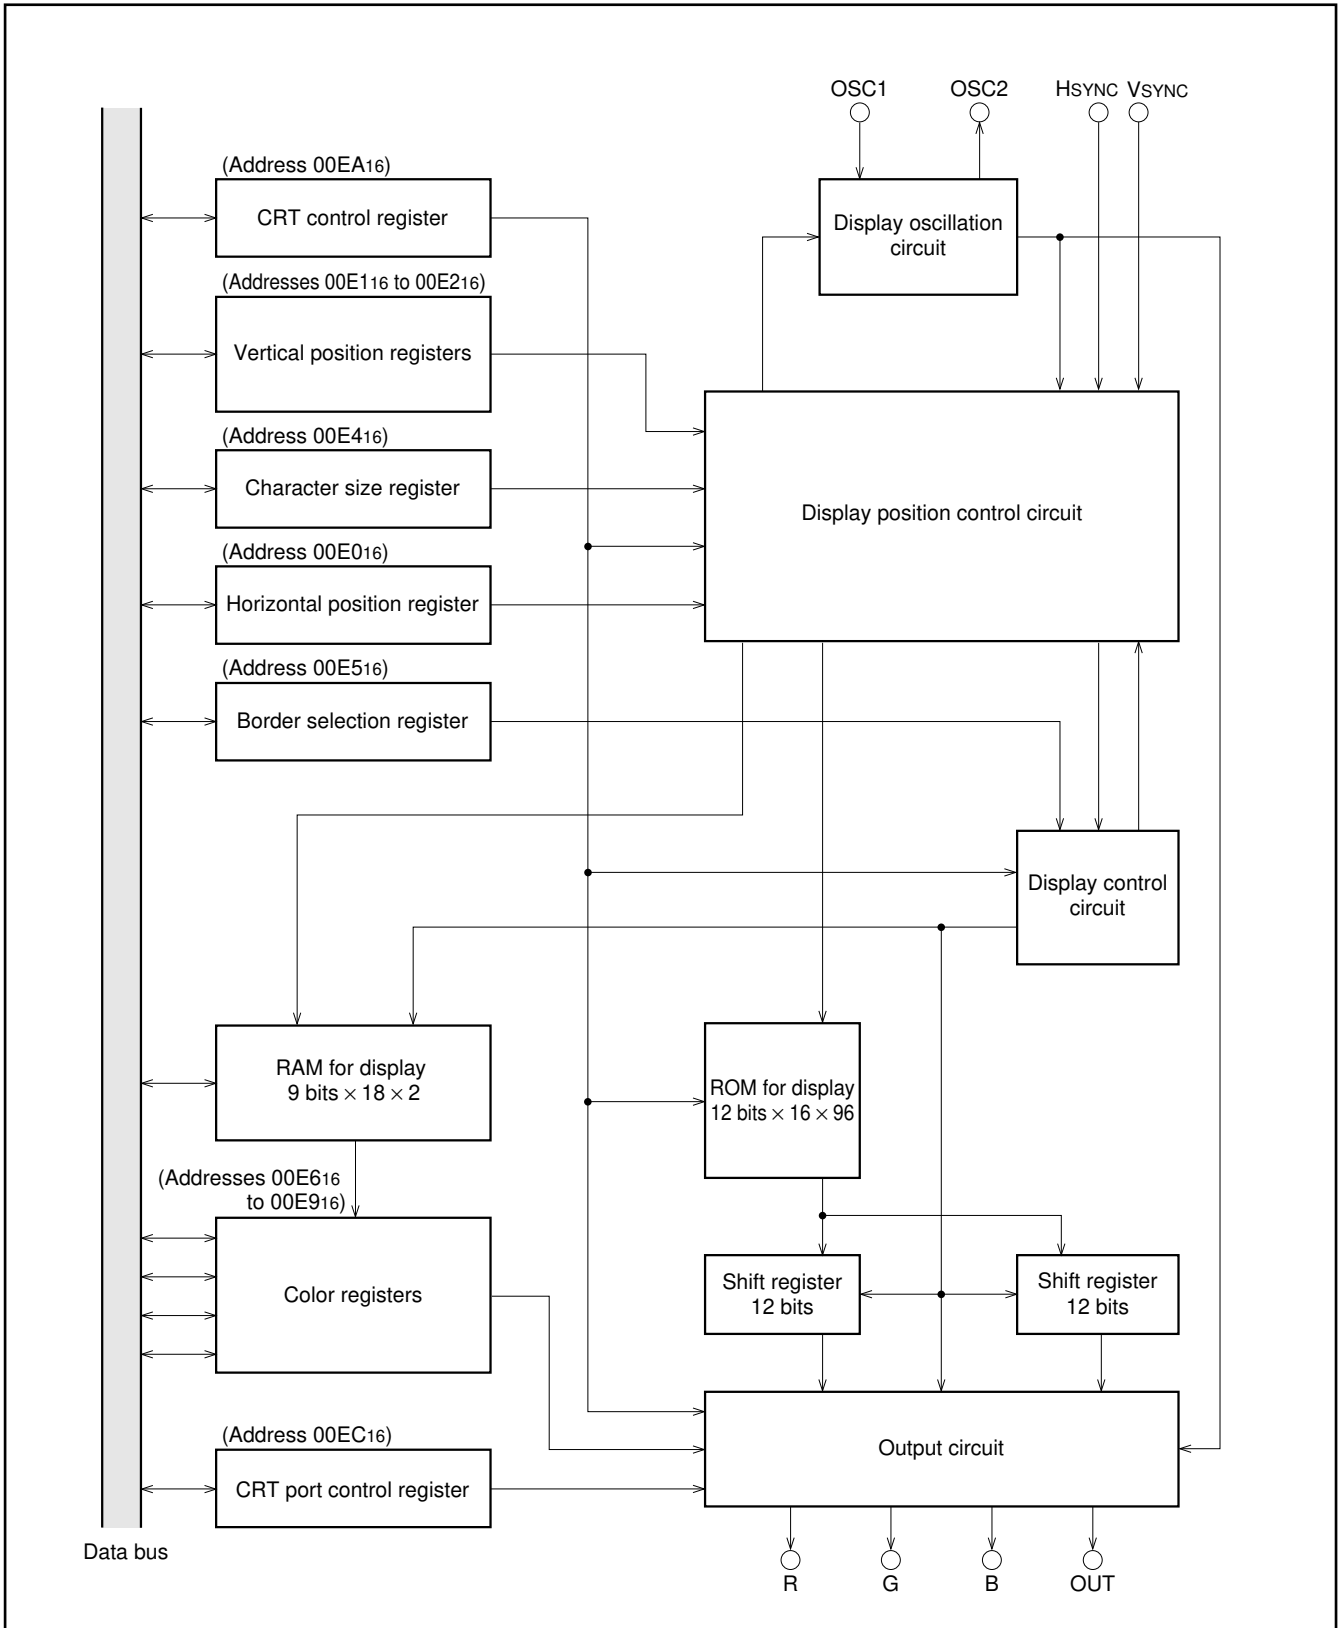 OSC1 OSC2 HSYNC VSYNC
(Address 00EA16)
CRT control register
Display oscillation
circuit
(Addresses 00E116 to 00E216)
Vertical position registers
(Address 00E416)
Character size register
Display position control circuit
(Address 00E016)
Horizontal position register
(Address 00E516)
Border selection register
Display control
circuit
RAM for display
9 bits × 18 × 2
ROM for display
12 bits × 16 × 96
(Addresses 00E616
to 00E916)
Color registers
Shift register
12 bits
Shift register
12 bits
(Address 00EC16)
CRT port control register
Output circuit
Data bus
R G B OUT